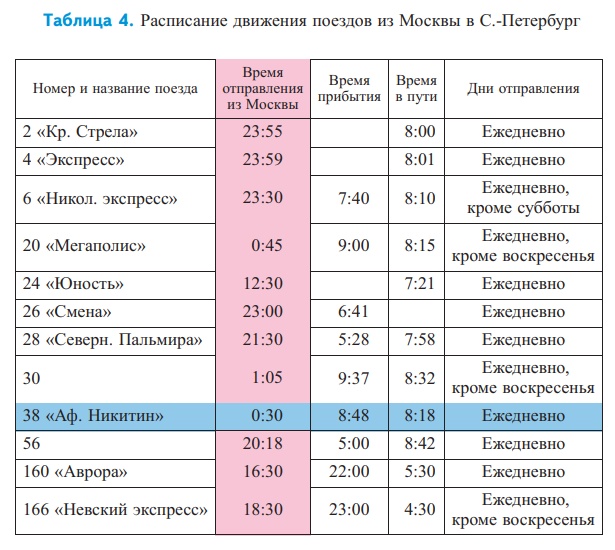 Таблица 4. Расписание движения поездов из Москвы в С.-Петербург
Номер и название поезда | Время отправления из Москвы | Время прибытия | Время в пути | Дни отправления
2 «Кр. Стрела» | 23:55 | | 8:00 | Ежедневно
4 «Экспресс» | 23:59 | | 8:01 | Ежедневно
6 «Никол. экспресс» | 23:30 | 7:40 | 8:10 | Ежедневно, кроме субботы
20 «Мегаполис» | 0:45 | 9:00 | 8:15 | Ежедневно, кроме воскресенья
24 «Юность» | 12:30 | | 7:21 | Ежедневно
26 «Смена» | 23:00 | 6:41 | | Ежедневно
28 «Северн. Пальмира» | 21:30 | 5:28 | 7:58 | Ежедневно
30 | 1:05 | 9:37 | 8:32 | Ежедневно, кроме воскресенья
38 «Аф. Никитин» | 0:30 | 8:48 | 8:18 | Ежедневно
56 | 20:18 | 5:00 | 8:42 | Ежедневно
160 «Аврора» | 16:30 | 22:00 | 5:30 | Ежедневно
166 «Невский экспресс» | 18:30 | 23:00 | 4:30 | Ежедневно, кроме воскресенья